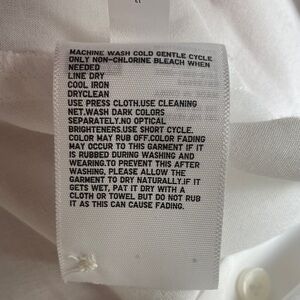 MACHINE WASH COLD GENTLE CYCLE
ONLY NON-CHLORINE BLEACH WHEN
NEEDED
LINE DRY
COOL IRON
DRYCLEAN
USE PRESS CLOTH.USE CLEANING
NET.WASH DARK COLORS
SEPARATELY.NO OPTICAL
BRIGHTENERS.USE SHORT CYCLE.
COLOR MAY RUB OFF.COLOR FADING
MAY OCCUR TO THIS GARMENT IF IT
IS RUBBED DURING WASHING AND
WEARING.TO PREVENT THIS AFTER
WASHING, PLEASE ALLOW THE
GARMENT TO DRY NATURALLY.IF IT
GETS WET, PAT IT DRY WITH A
CLOTH OR TOWEL BUT DO NOT RUB
IT AS THIS CAN CAUSE FADING.